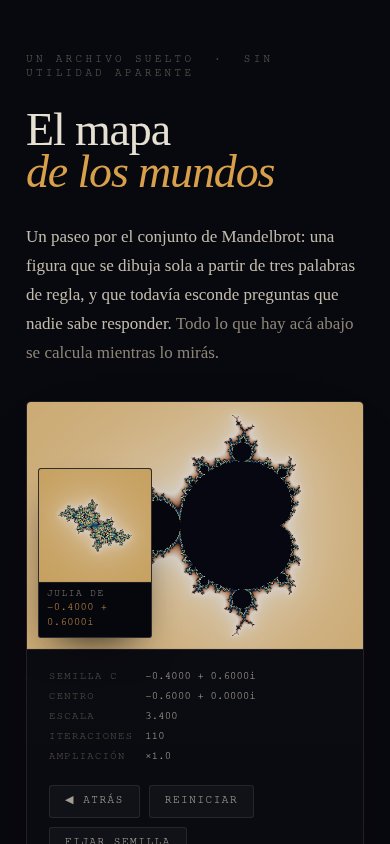 UN ARCHIVO SUELTO · SIN
UTILIDAD APARENTE
El mapa
de los mundos
Un paseo por el conjunto de Mandelbrot: una
figura que se dibuja sola a partir de tres palabras
de regla, y que todavía esconde preguntas que
nadie sabe responder. Todo lo que hay acá abajo
se calcula mientras lo mirás.
JULIA DE
−0.4000 +
0.6000i
SEMILLA C −0.4000 + 0.6000i
CENTRO −0.6000 + 0.0000i
ESCALA 3.400
ITERACIONES 110
AMPLIACIÓN ×1.0
◀ ATRÁS REINICIAR
FIJAR SEMILLA